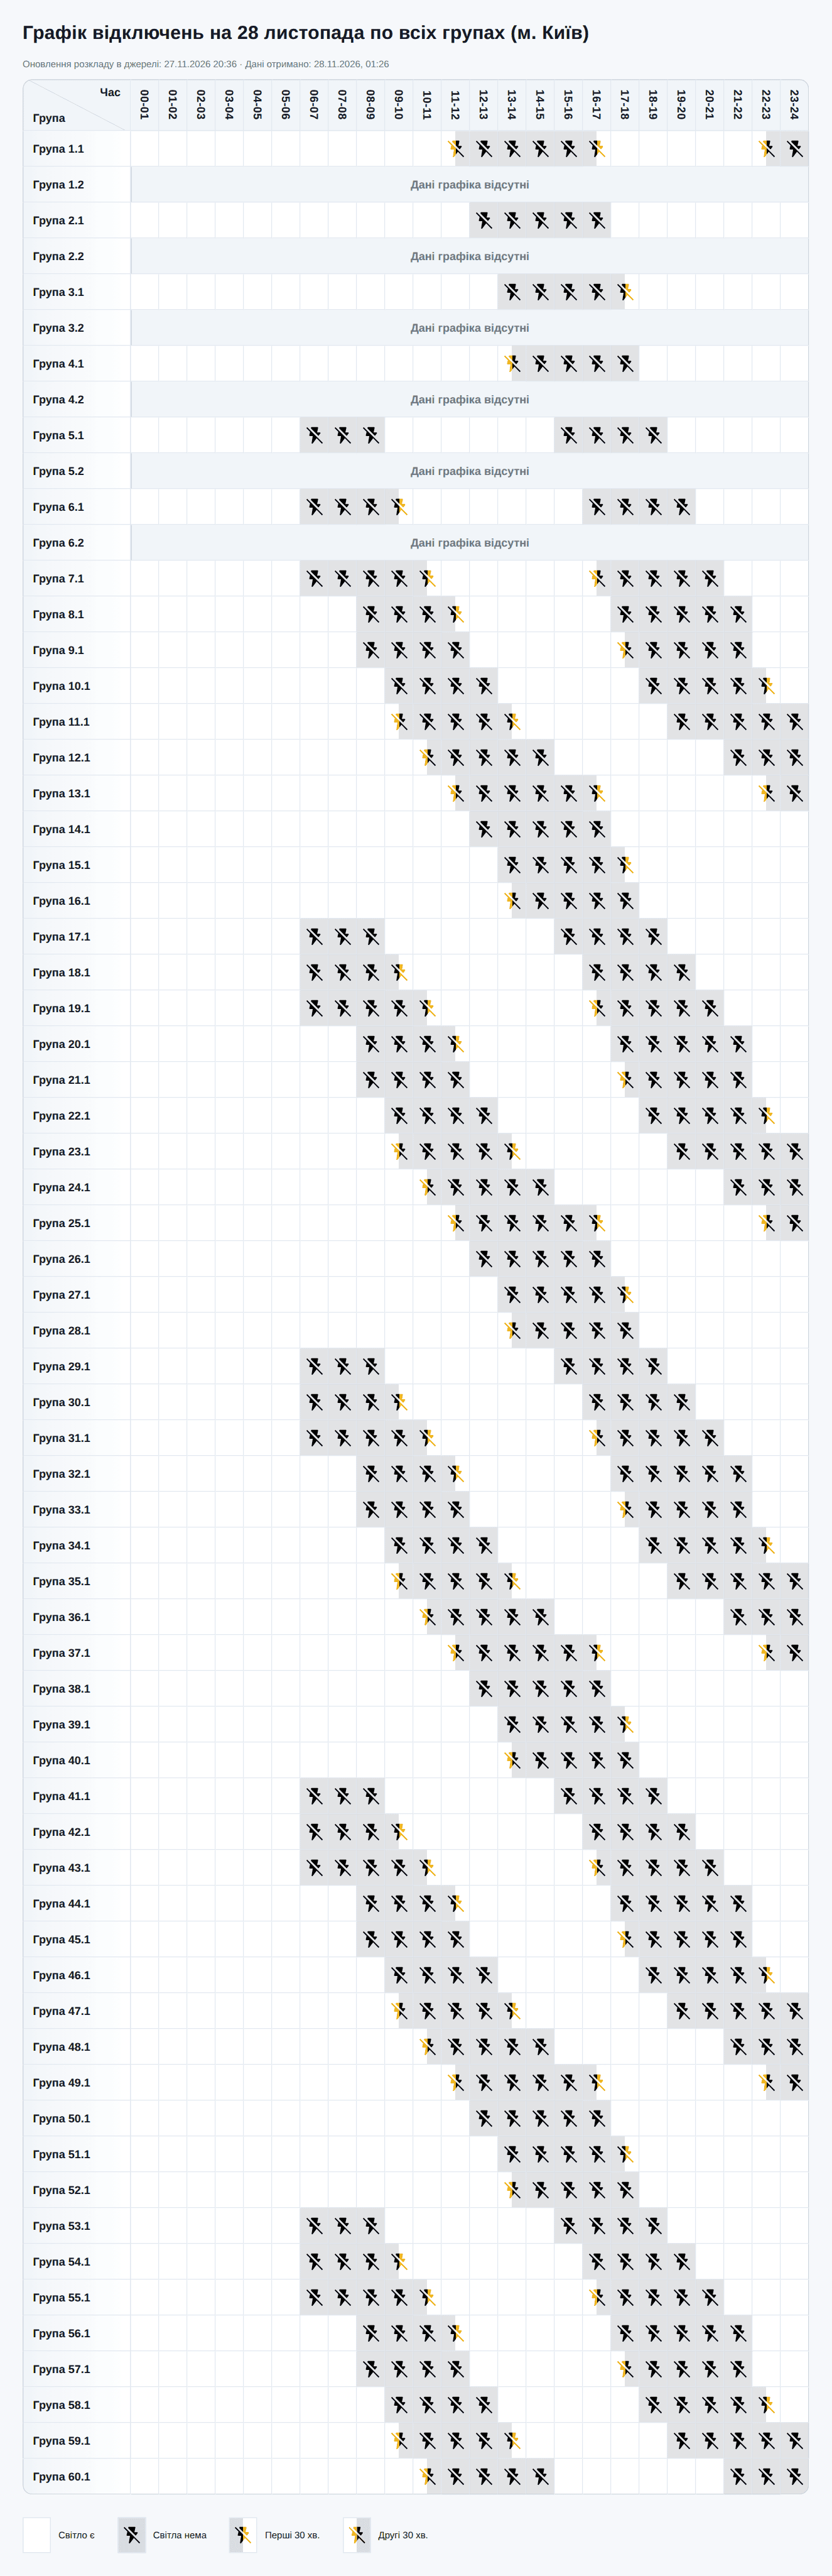 Графік відключень на 28 листопада по всіх групах (м. Київ)
Оновлення розкладу в джерелі: 27.11.2026 20:36 · Дані отримано: 28.11.2026, 01:26
Час
Група
00-01 01-02 02-03 03-04 04-05 05-06 06-07 07-08 08-09 09-10 10-11 11-12 12-13 13-14 14-15 15-16 16-17 17-18 18-19 19-20 20-21 21-22 22-23 23-24
Група 1.1
Група 1.2 Дані графіка відсутні
Група 2.1
Група 2.2 Дані графіка відсутні
Група 3.1
Група 3.2 Дані графіка відсутні
Група 4.1
Група 4.2 Дані графіка відсутні
Група 5.1
Група 5.2 Дані графіка відсутні
Група 6.1
Група 6.2 Дані графіка відсутні
Група 7.1
Група 8.1
Група 9.1
Група 10.1
Група 11.1
Група 12.1
Група 13.1
Група 14.1
Група 15.1
Група 16.1
Група 17.1
Група 18.1
Група 19.1
Група 20.1
Група 21.1
Група 22.1
Група 23.1
Група 24.1
Група 25.1
Група 26.1
Група 27.1
Група 28.1
Група 29.1
Група 30.1
Група 31.1
Група 32.1
Група 33.1
Група 34.1
Група 35.1
Група 36.1
Група 37.1
Група 38.1
Група 39.1
Група 40.1
Група 41.1
Група 42.1
Група 43.1
Група 44.1
Група 45.1
Група 46.1
Група 47.1
Група 48.1
Група 49.1
Група 50.1
Група 51.1
Група 52.1
Група 53.1
Група 54.1
Група 55.1
Група 56.1
Група 57.1
Група 58.1
Група 59.1
Група 60.1
Світло є Світла нема Перші 30 хв. Другі 30 хв.